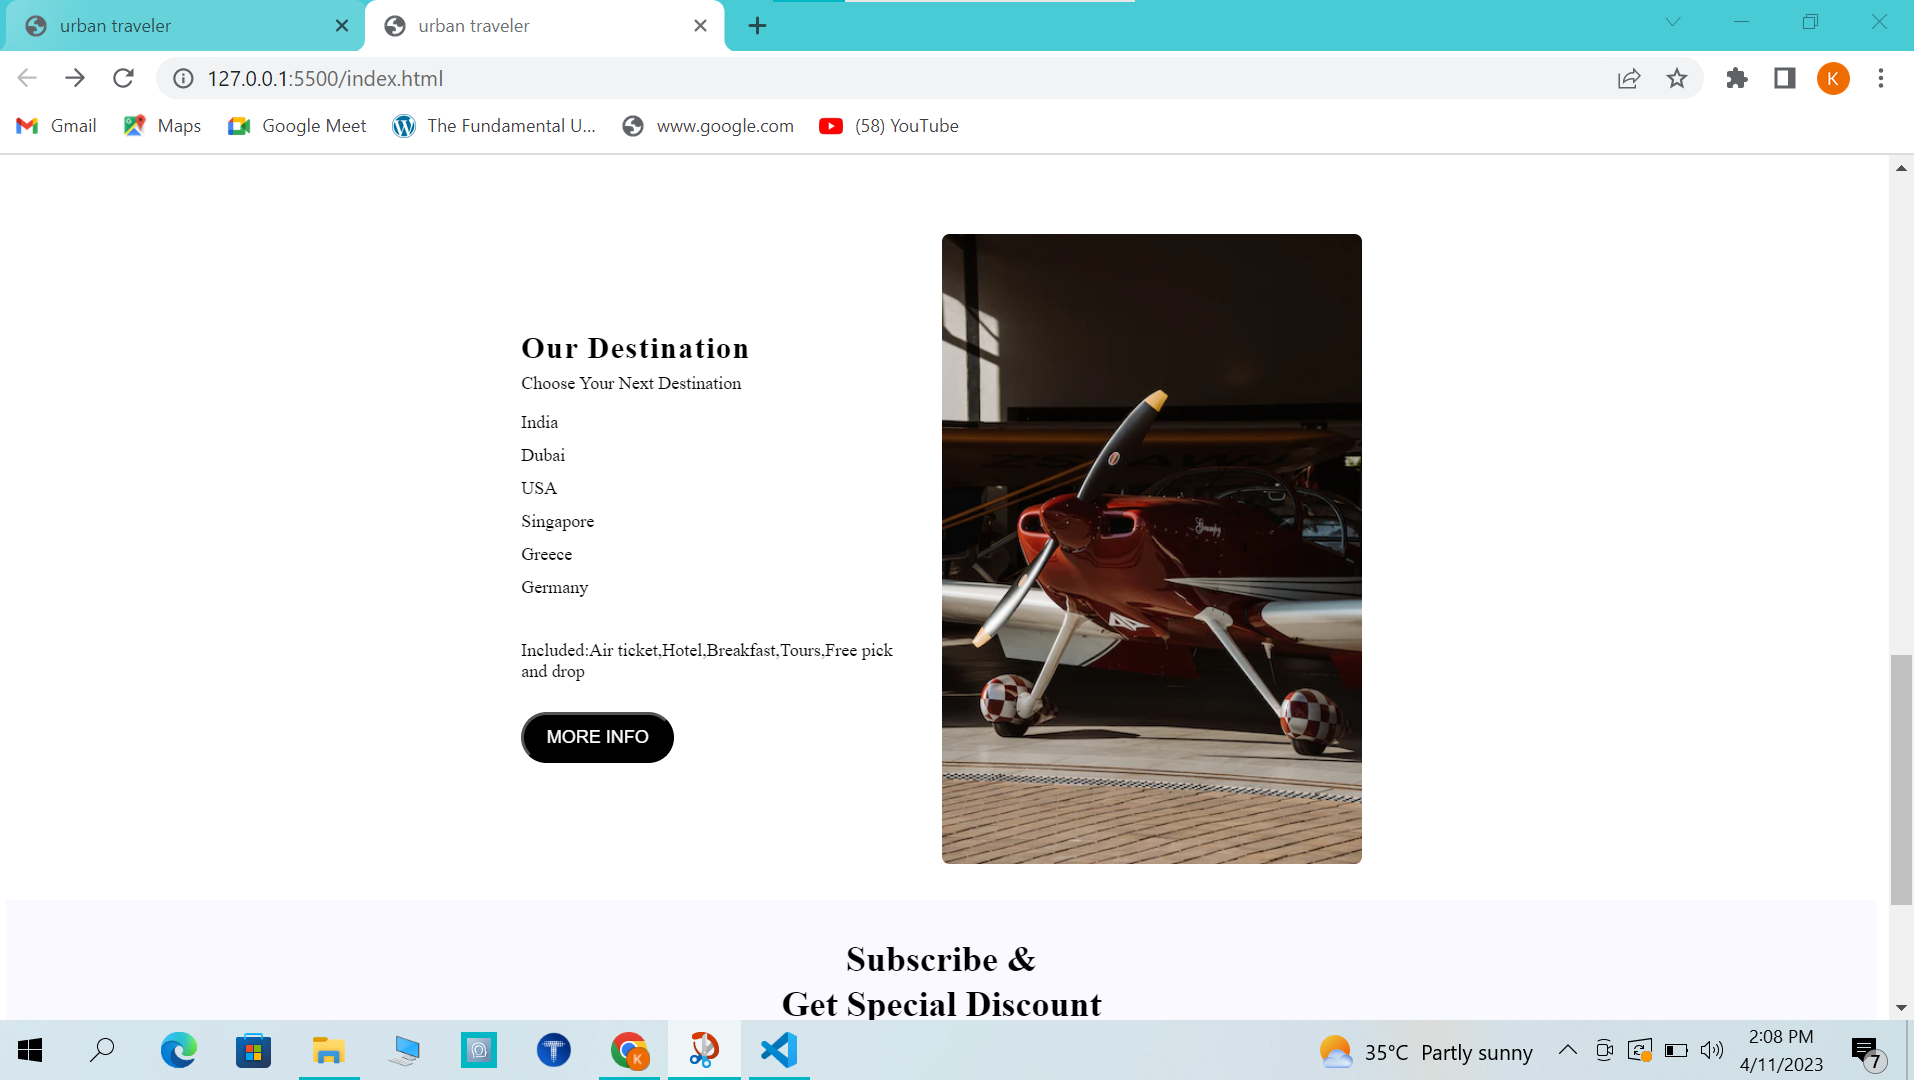 urban traveler
urban traveler
127.0.0.1:5500/index.html
K
Gmail
Maps
Google Meet
The Fundamental U...
www.google.com
(58) YouTube
Our Destination
Choose Your Next Destination
India
Dubai
USA
Singapore
Greece
Germany
Included:Air ticket,Hotel,Breakfast,Tours,Free pick
and drop
MORE INFO
Subscribe &
Get Special Discount
K
T
35°C Partly sunny
2:08 PM
4/11/2023
7